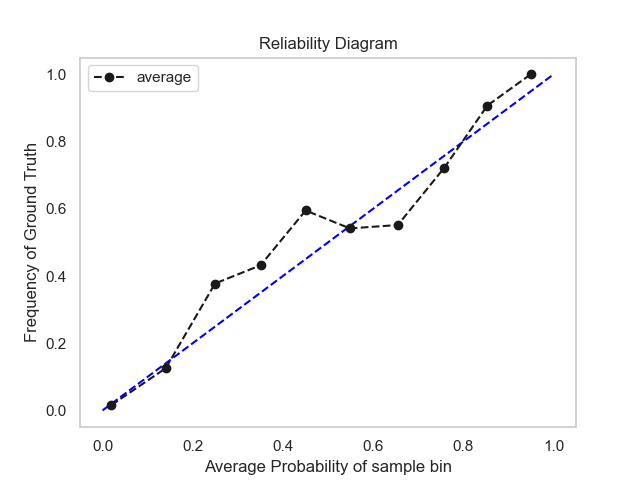 Reliability Diagram
average
1.0
0.8
0.6
0.4
0.2
0.0
Frequency of Ground Truth
0.0 0.2 0.4 0.6 0.8 1.0
Average Probability of sample bin